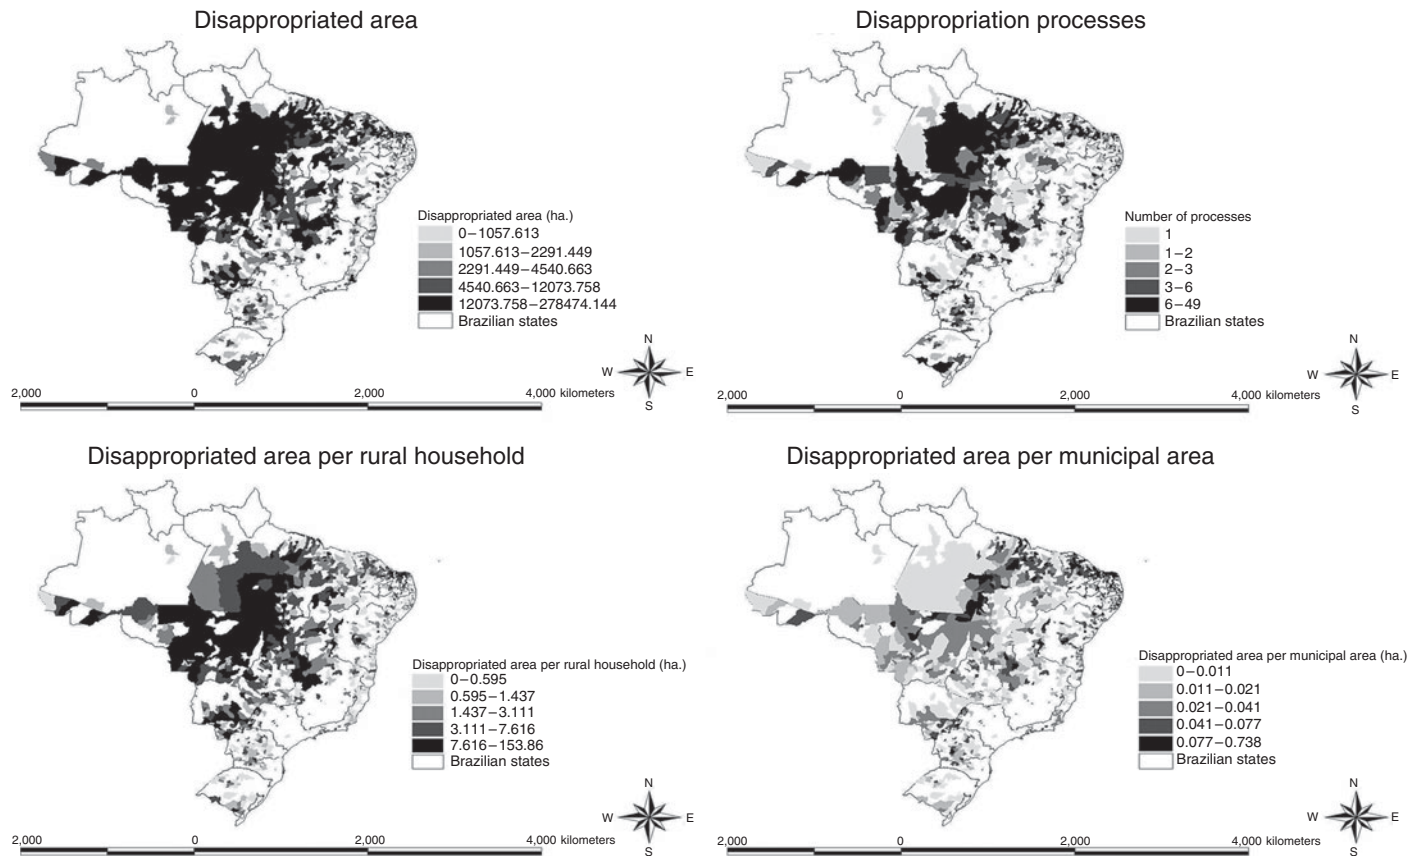 Disappropriated area
Disappropriated area (ha.)
0–1057.613
1057.613–2291.449
2291.449–4540.663
4540.663–12073.758
12073.758–278474.144
Brazilian states
N
W E
S
2,000 0 2,000 4,000 kilometers
Disappropriation processes
Number of processes
1
1–2
2–3
3–6
6–49
Brazilian states
N
W E
S
2,000 0 2,000 4,000 kilometers
Disappropriated area per rural household
Disappropriated area per rural household (ha.)
0–0.595
0.595–1.437
1.437–3.111
3.111–7.616
7.616–153.86
Brazilian states
N
W E
S
2,000 0 2,000 4,000 kilometers
Disappropriated area per municipal area
Disappropriated area per municipal area (ha.)
0–0.011
0.011–0.021
0.021–0.041
0.041–0.077
0.077–0.738
Brazilian states
N
W E
S
2,000 0 2,000 4,000 kilometers